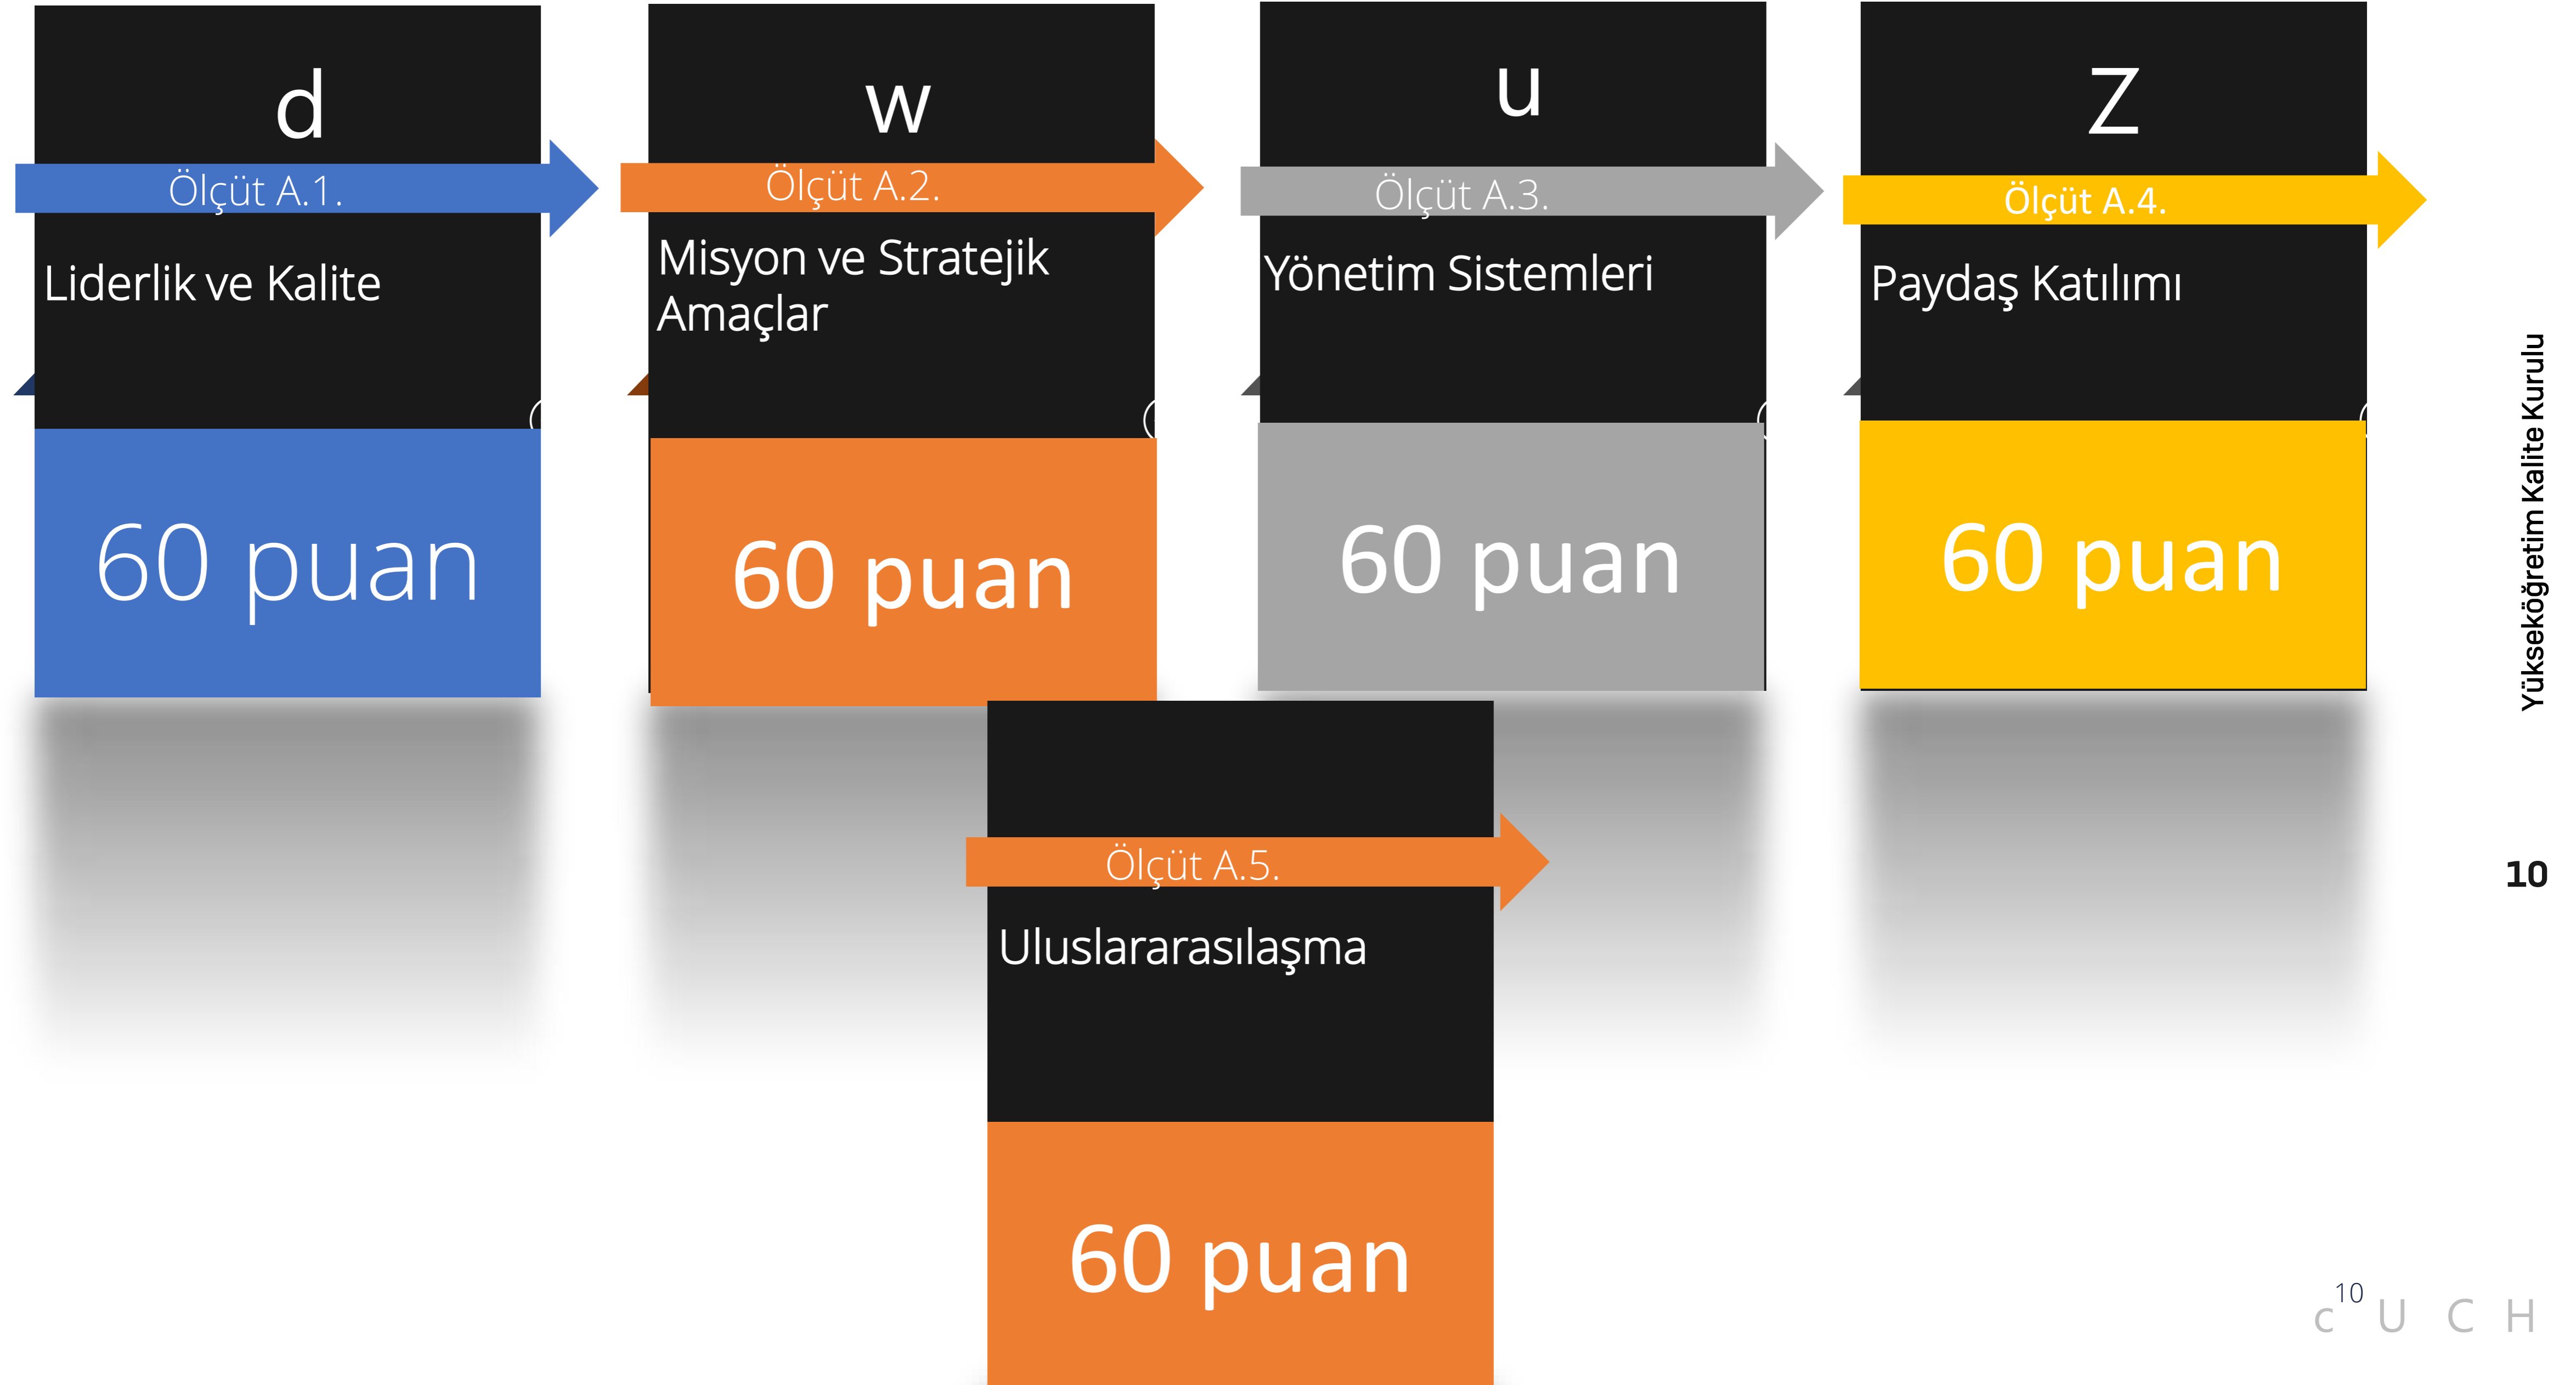 d
Ölçüt A.1.
Liderlik ve Kalite
60 puan
w
Ölçüt A.2.
Misyon ve Stratejik
Amaçlar
60 puan
u
Ölçüt A.3.
Yönetim Sistemleri
60 puan
Z
Ölçüt A.4.
Paydaş Katılımı
60 puan
Ölçüt A.5.
Uluslararasılaşma
60 puan
Yükseköğretim Kalite Kurulu
10
10
c U C H